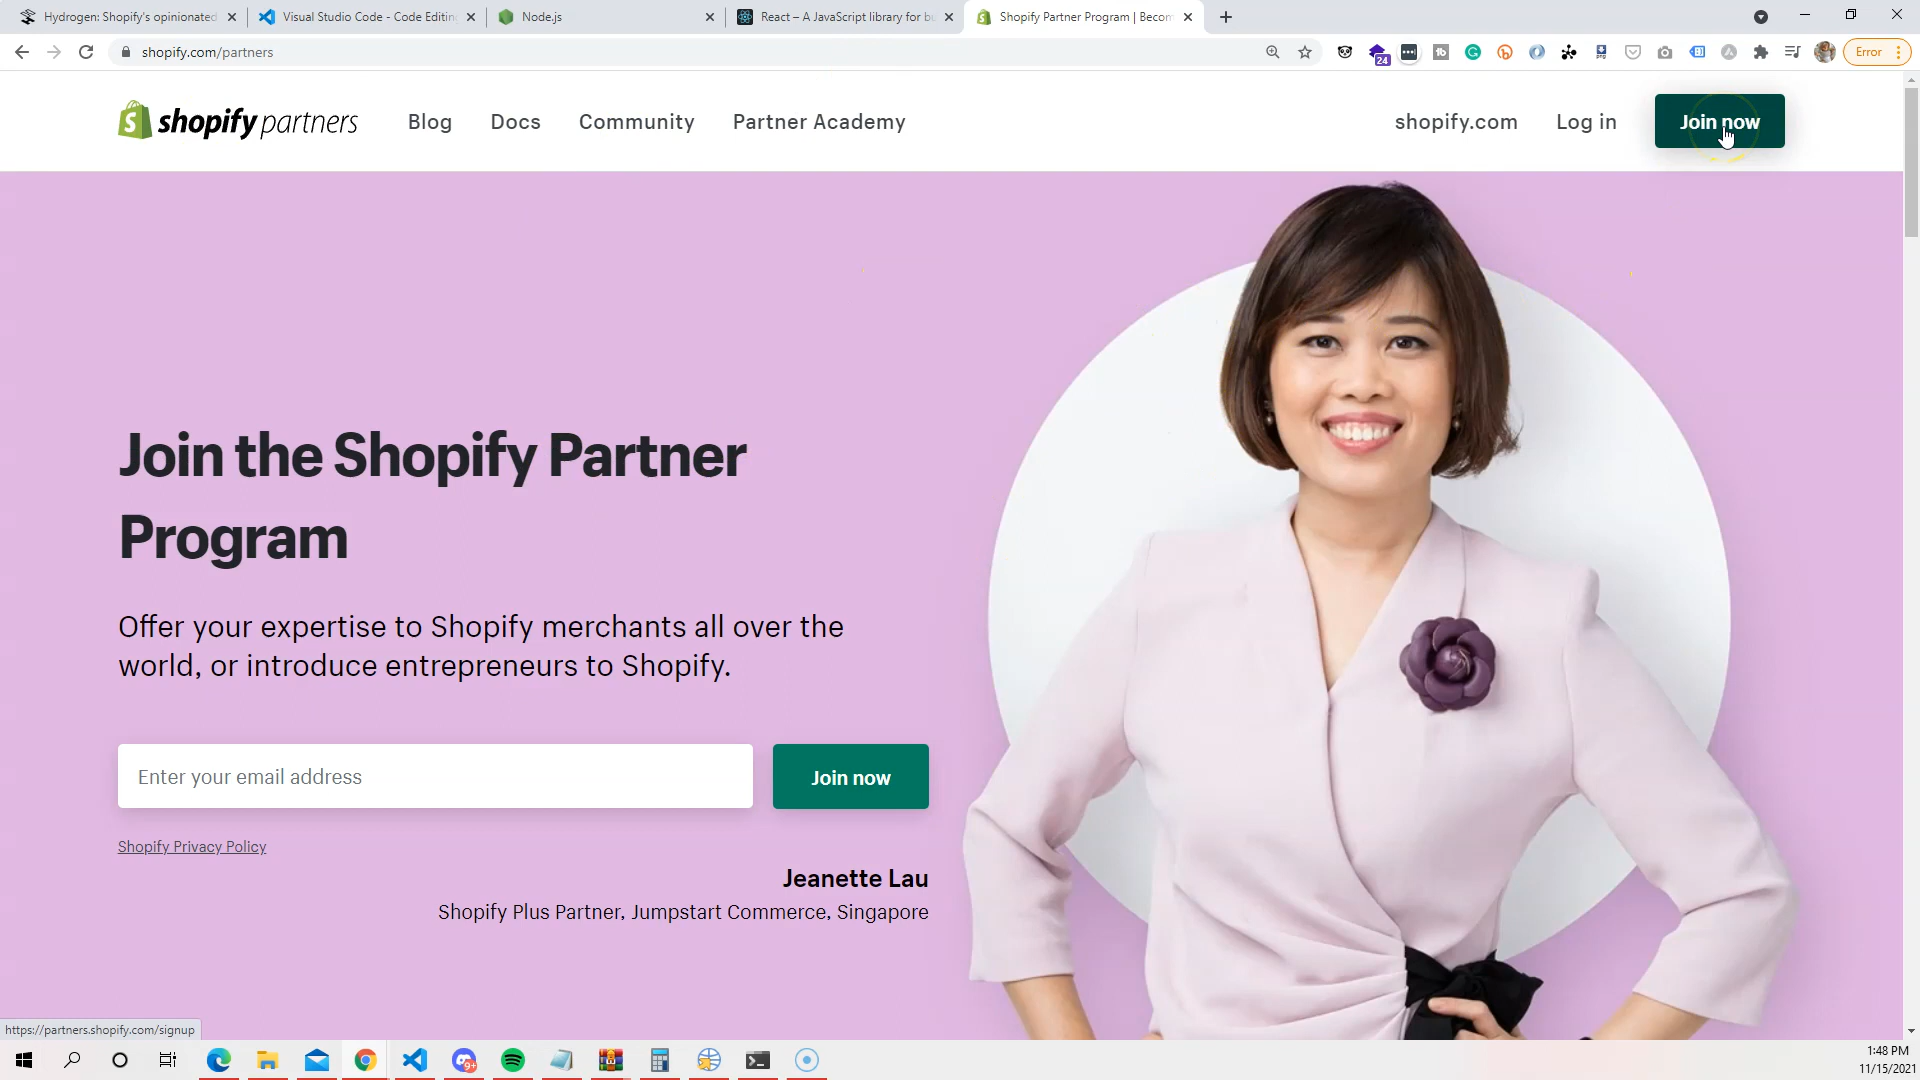 Hydrogen: Shopify's opinionated
Visual Studio Code - Code Editin
Node.js
React – A JavaScript library for bu
Shopify Partner Program | Becom
shopify.com/partners
24
Error
shopify partners
Blog
Docs
Community
Partner Academy
shopify.com
Log in
Join now
Join the Shopify Partner
Program
Offer your expertise to Shopify merchants all over the
world, or introduce entrepreneurs to Shopify.
Enter your email address
Join now
Shopify Privacy Policy
Jeanette Lau
Shopify Plus Partner, Jumpstart Commerce, Singapore
https://partners.shopify.com/signup
9+
1:48 PM
11/15/2021